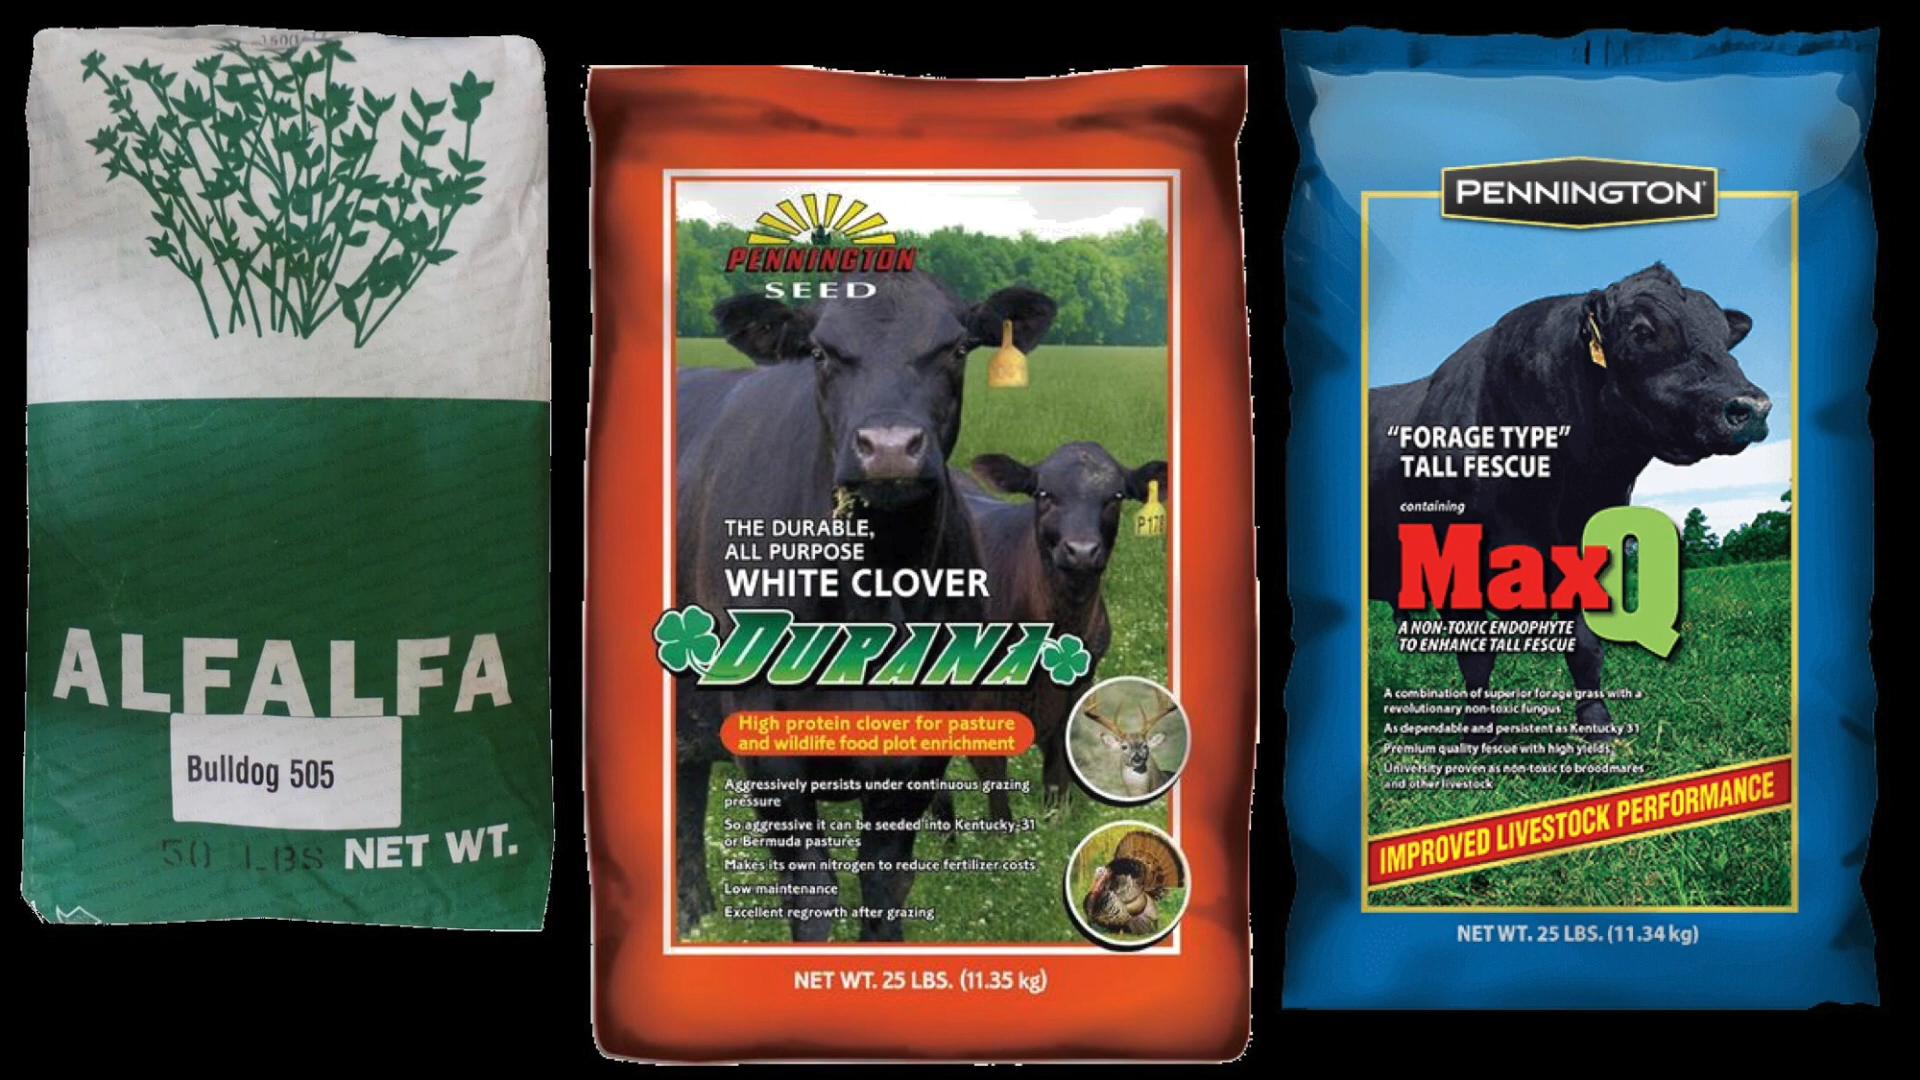 ALFALFA
Bulldog 505
50 LBS NET WT.
PENNINGTON
SEED
THE DURABLE,
ALL PURPOSE
WHITE CLOVER
DURANA
High protein clover for pasture
and wildlife food plot enrichment
Aggressively persists under continuous grazing
pressure
So aggressive it can be seeded into Kentucky-31
or Bermuda pastures
Makes its own nitrogen to reduce fertilizer costs
Low maintenance
Excellent regrowth after grazing
NET WT. 25 LBS. (11.35 kg)
PENNINGTON
"FORAGE TYPE"
TALL FESCUE
containing
MaxQ
A NON-TOXIC ENDOPHYTE
TO ENHANCE TALL FESCUE
A combination of superior forage grass with a
revolutionary non-toxic fungus
As dependable and persistent as Kentucky 31
Premium quality fescue with high yields
University proven as non-toxic to broodmares
and other livestock
IMPROVED LIVESTOCK PERFORMANCE
NET WT. 25 LBS. (11.34 kg)